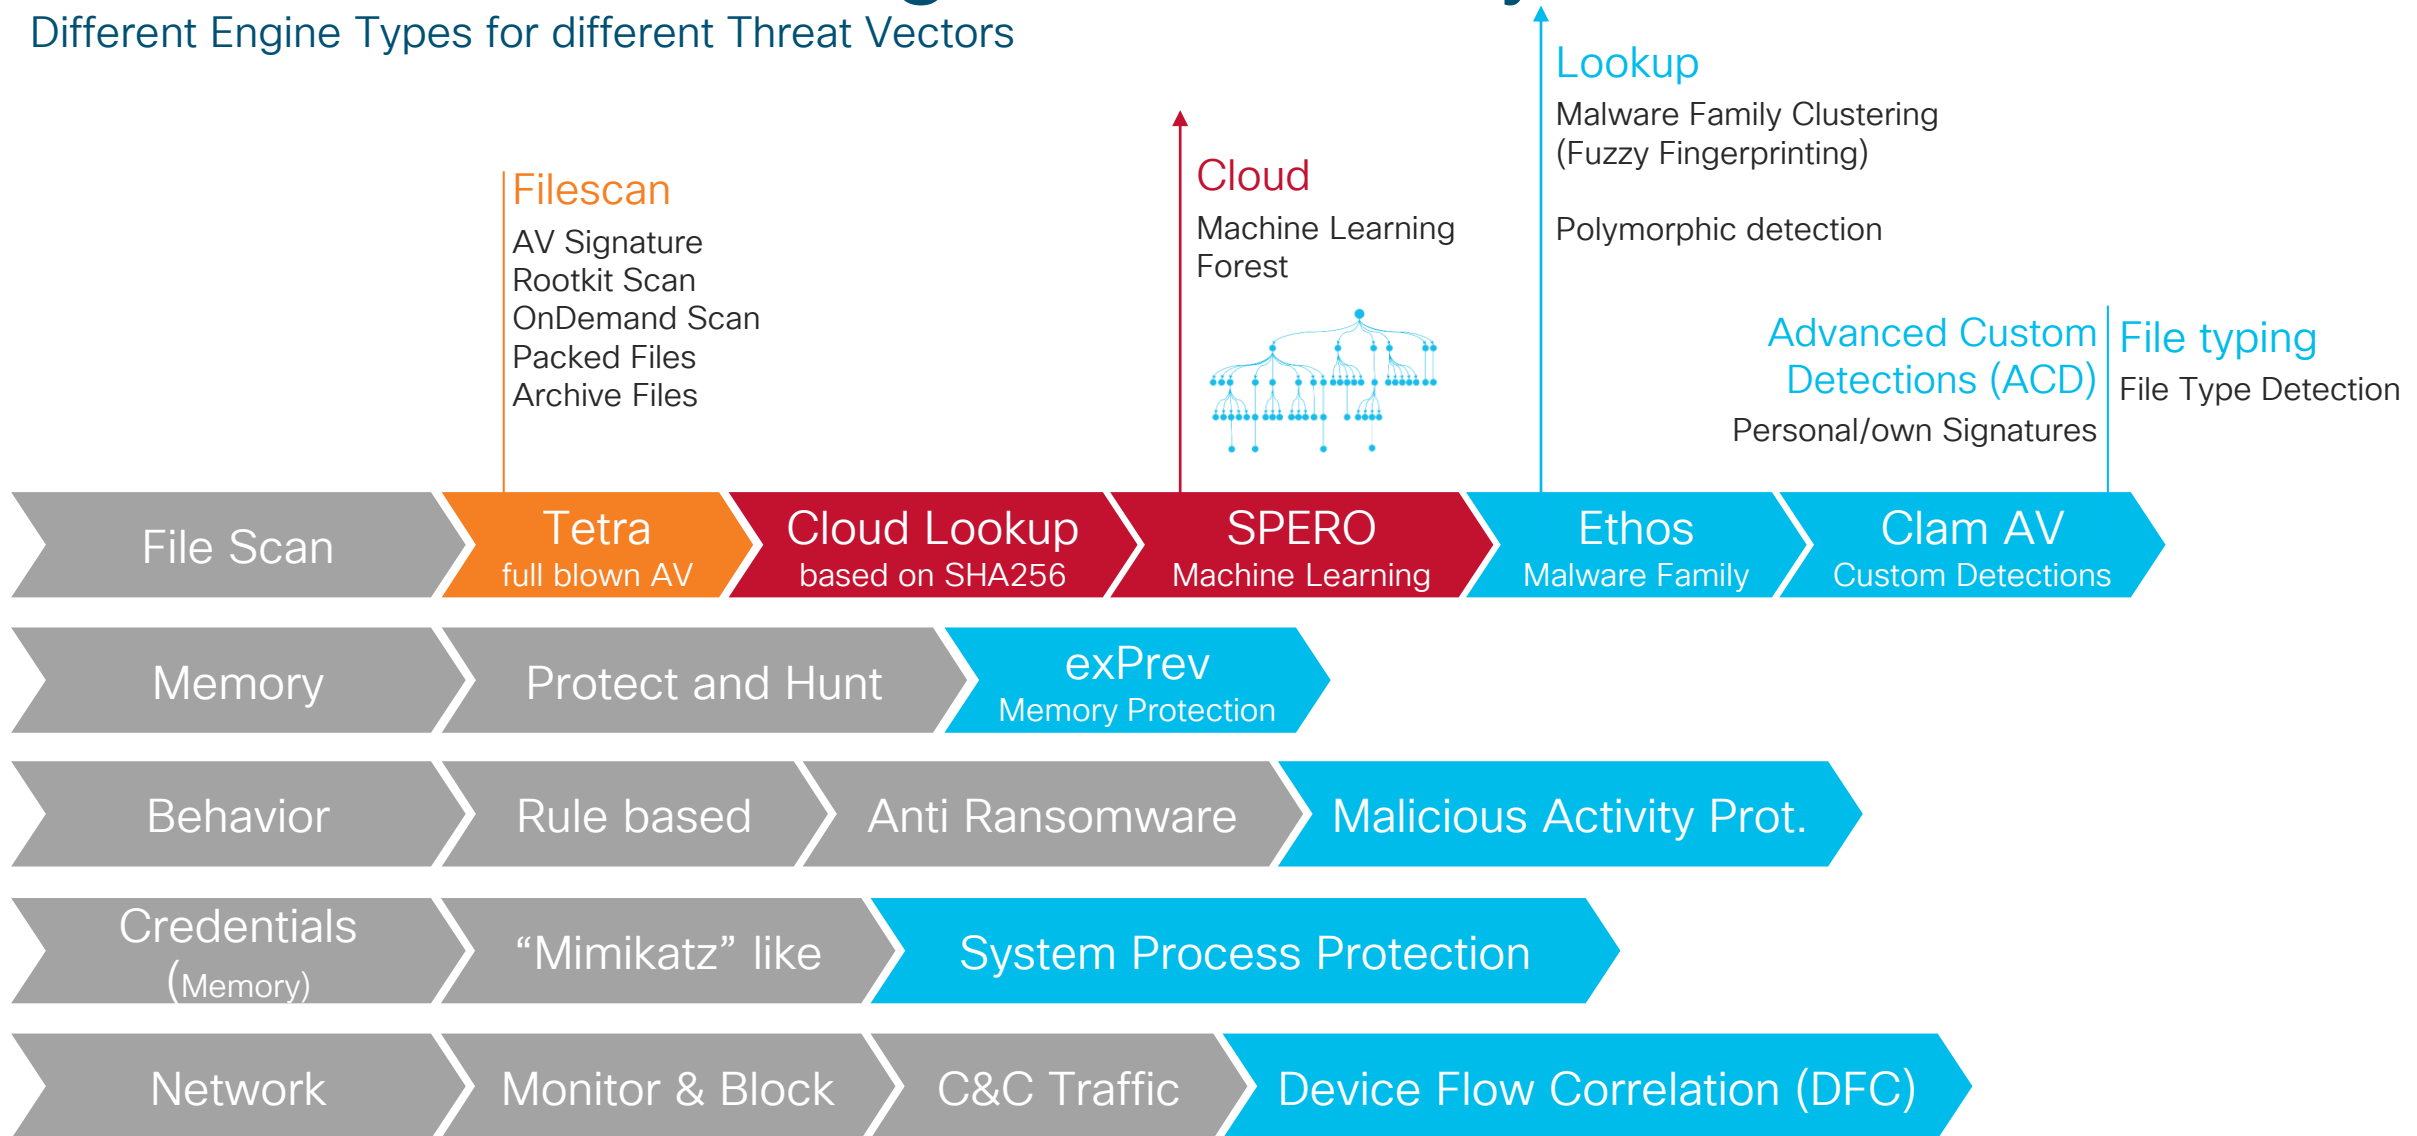 Different Engine Types for different Threat Vectors
Lookup
Malware Family Clustering
(Fuzzy Fingerprinting)
Polymorphic detection
Cloud
Machine Learning
Forest
Filescan
AV Signature
Rootkit Scan
OnDemand Scan
Packed Files
Archive Files
Advanced Custom
Detections (ACD)
Personal/own Signatures
File typing
File Type Detection
File Scan
Tetra
full blown AV
Cloud Lookup
based on SHA256
SPERO
Machine Learning
Ethos
Malware Family
Clam AV
Custom Detections
Memory
Protect and Hunt
exPrev
Memory Protection
Behavior
Rule based
Anti Ransomware
Malicious Activity Prot.
Credentials
(Memory)
“Mimikatz” like
System Process Protection
Network
Monitor & Block
C&C Traffic
Device Flow Correlation (DFC)